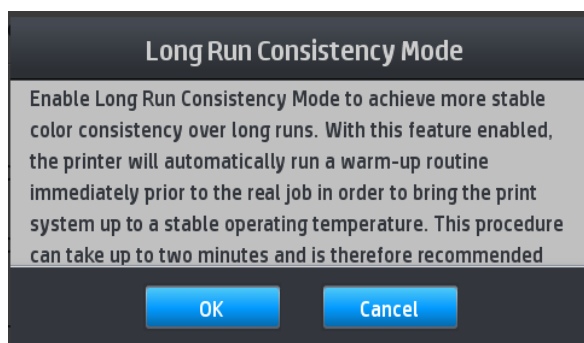 Long Run Consistency Mode
Enable Long Run Consistency Mode to achieve more stable
color consistency over long runs. With this feature enabled,
the printer will automatically run a warm-up routine
immediately prior to the real job in order to bring the print
system up to a stable operating temperature. This procedure
can take up to two minutes and is therefore recommended
OK
Cancel